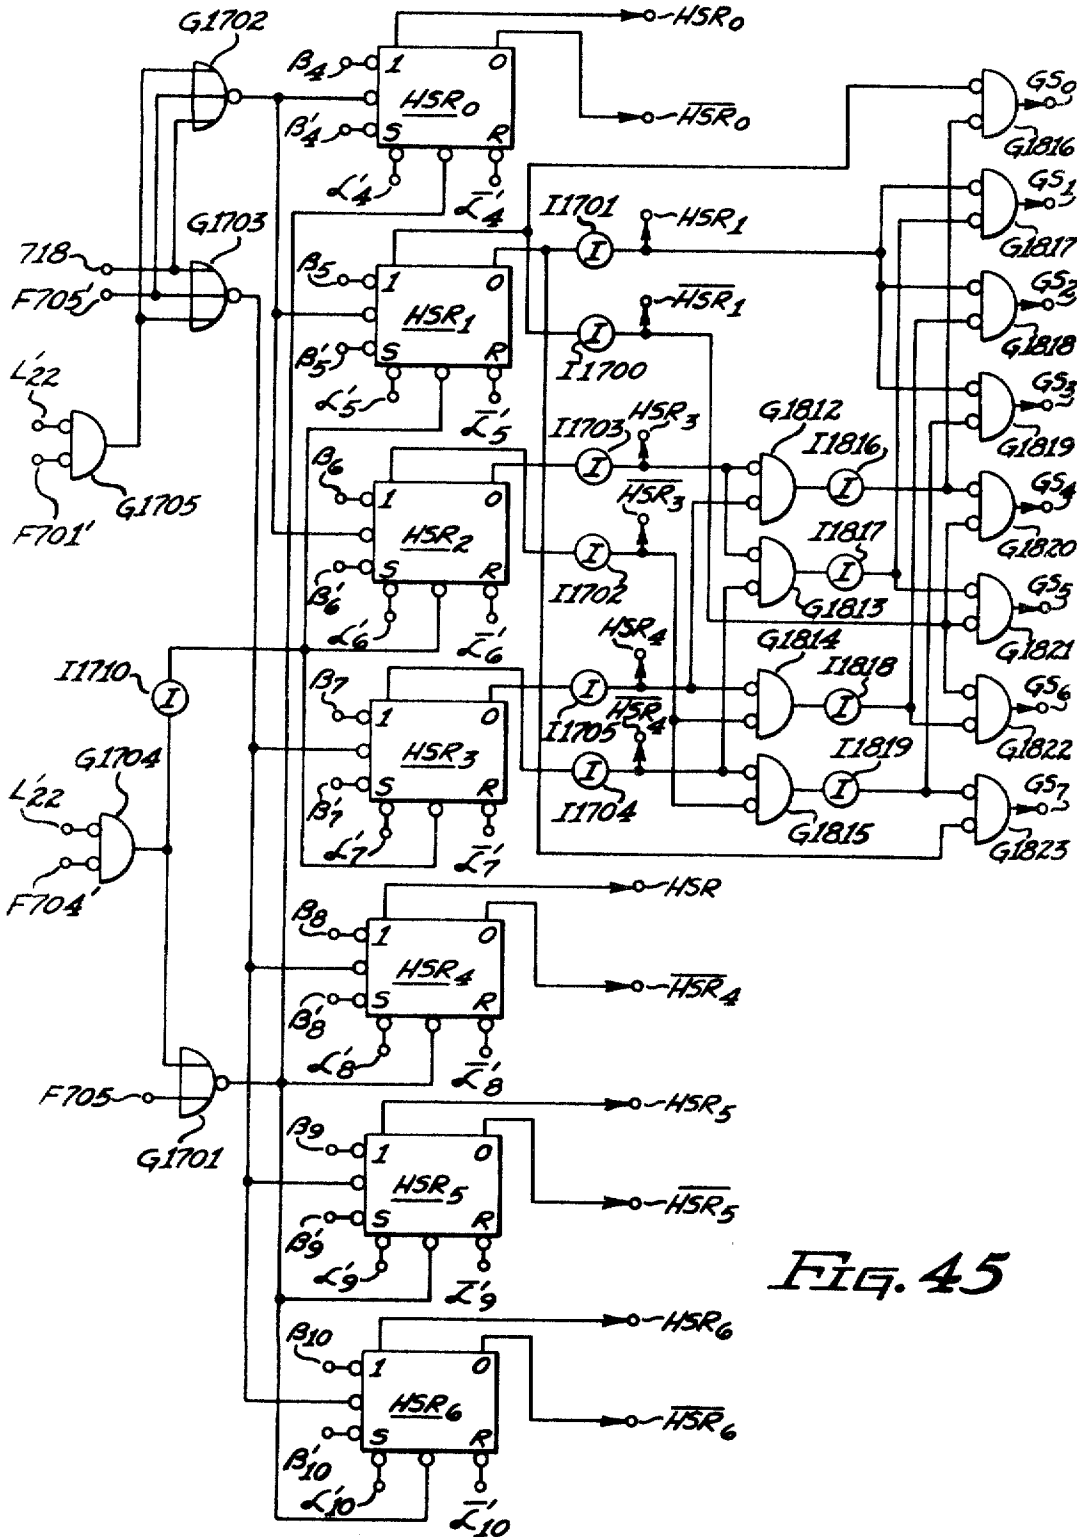 G1702
β4
1
0
HSR0
HSR0
β'4
S
R
HSR0
𝓛'4
𝓛'4
GS0
G1816
G1703
I1701
HSR1
GS1
G1817
718
F705'
β5
1
0
HSR1
β'5
S
R
HSR1
I1700
𝓛'5
𝓛'5
GS2
G1818
L'22
F701'
G1705
GS3
G1819
I1703
HSR3
G1812
I1816
β6
1
0
HSR2
β'6
S
R
HSR3
I1702
𝓛'6
𝓛'6
GS4
G1820
I1817
G1813
GS5
G1821
HSR4
G1814
I1818
I1710
β7
1
0
HSR3
β'7
S
R
I1705
HSR4
I1704
𝓛'7
𝓛'7
GS6
G1822
I1819
G1815
GS7
G1823
G1704
L'22
F704'
β8
1
0
HSR
HSR4
β'8
S
R
HSR4
𝓛'8
𝓛'8
F705
G1701
β9
1
0
HSR5
HSR5
β'9
S
R
HSR5
𝓛'9
𝓛'9
FIG. 45
β10
1
0
HSR6
HSR6
β'10
S
R
HSR6
𝓛'10
𝓛'10
I
I
I
I
I
I
I
I
I
I
I